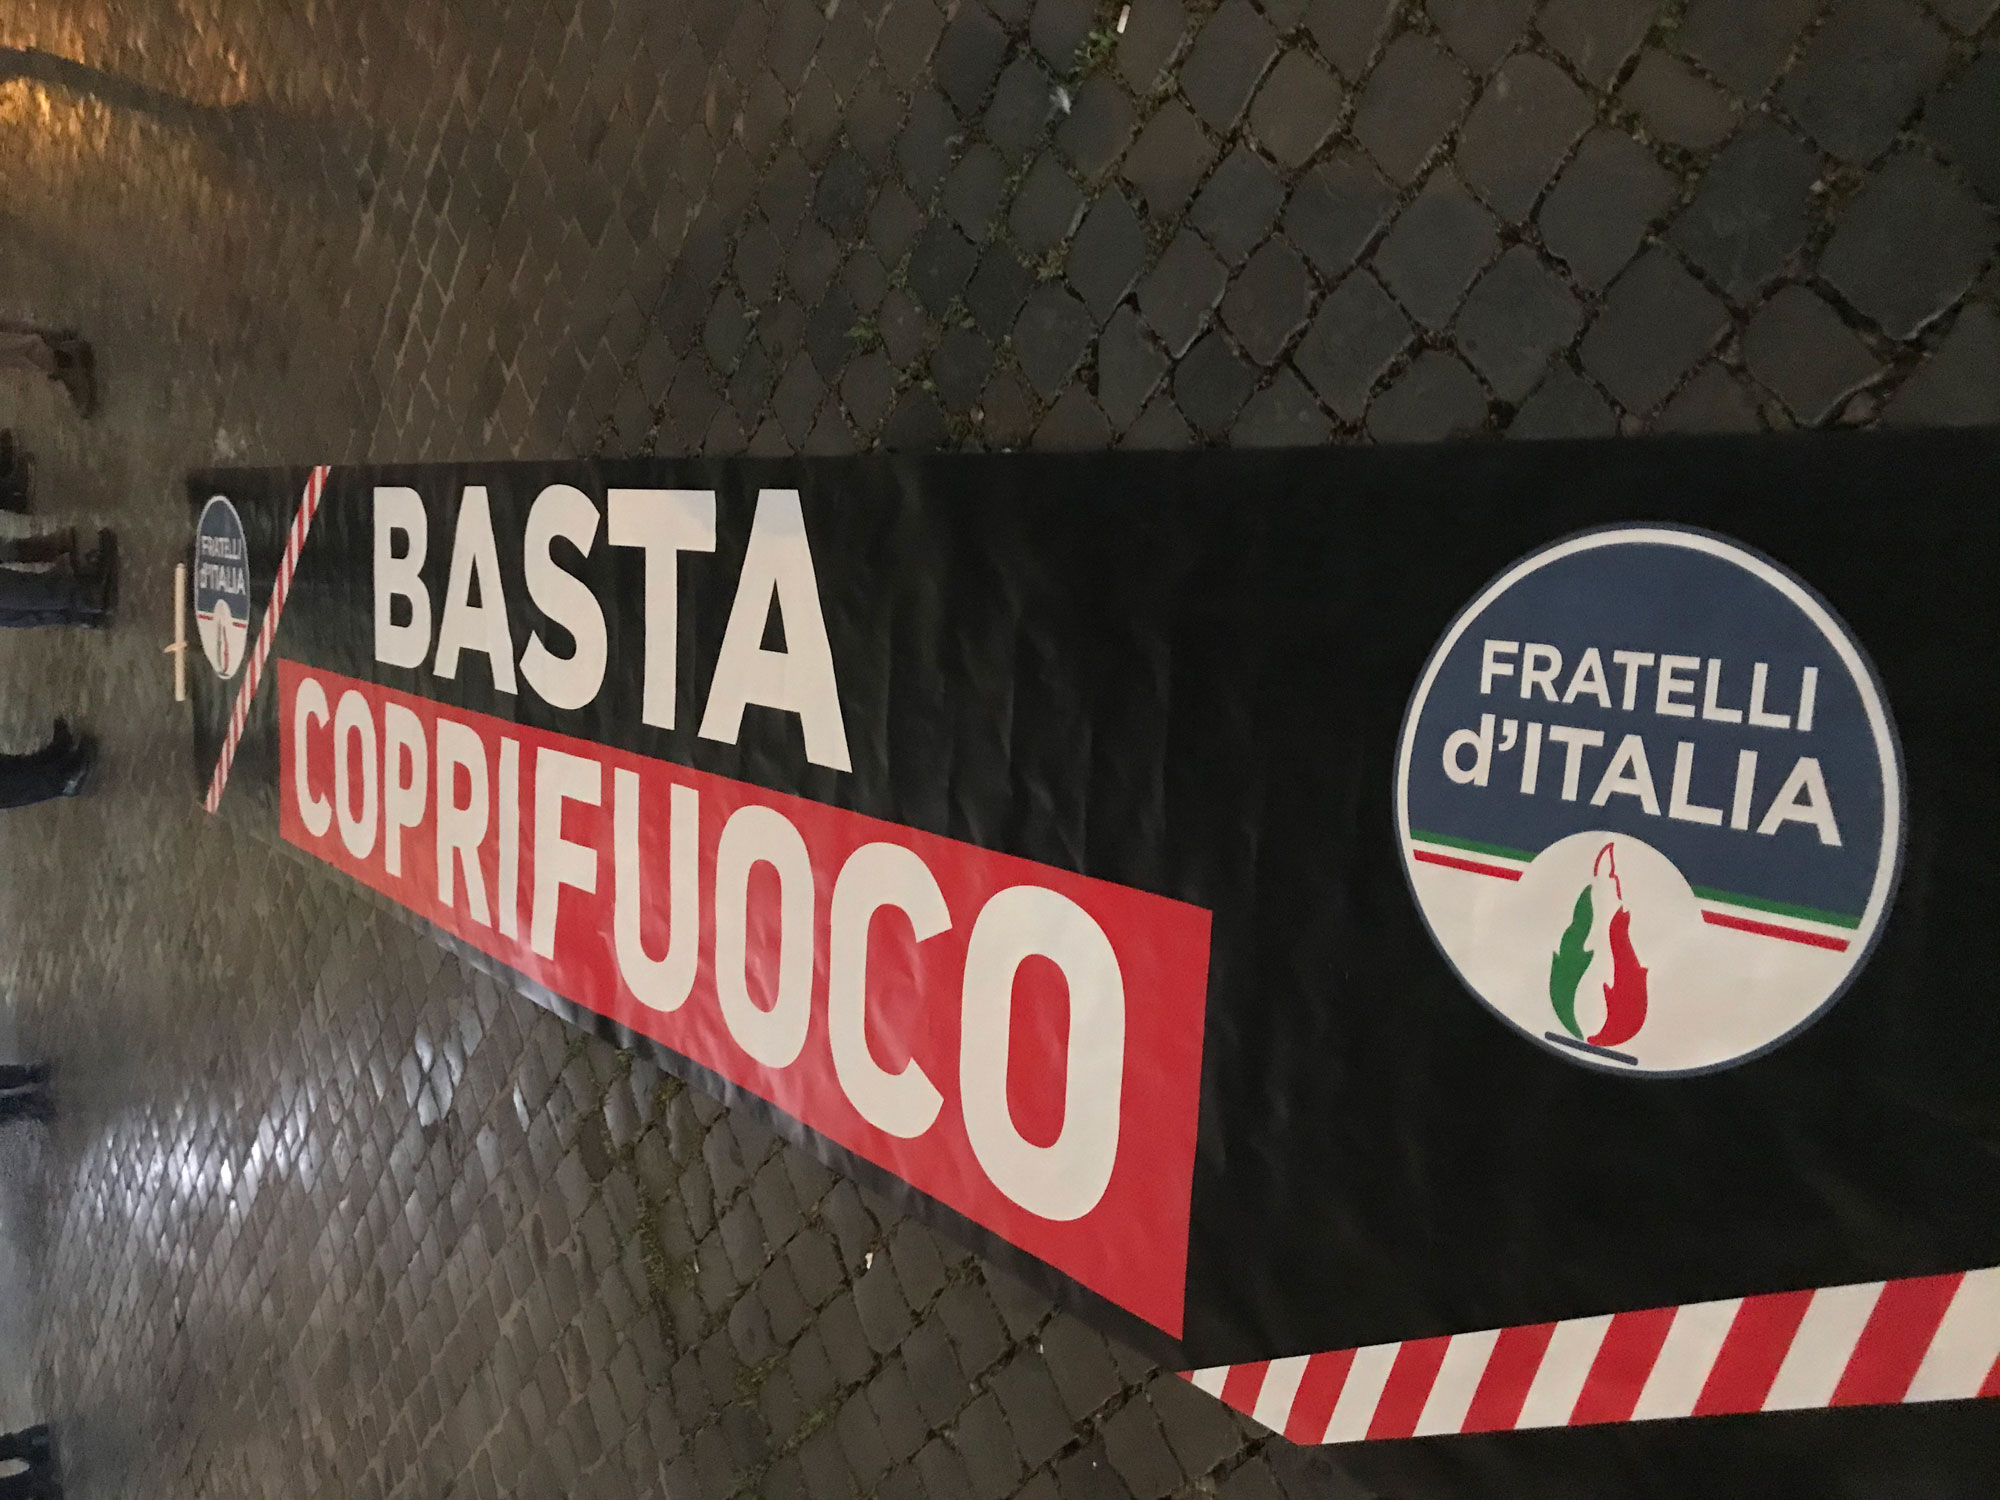 FRATELLI
d'ITALIA
BASTA
COPRIFUOCO
FRATELLI
d'ITALIA